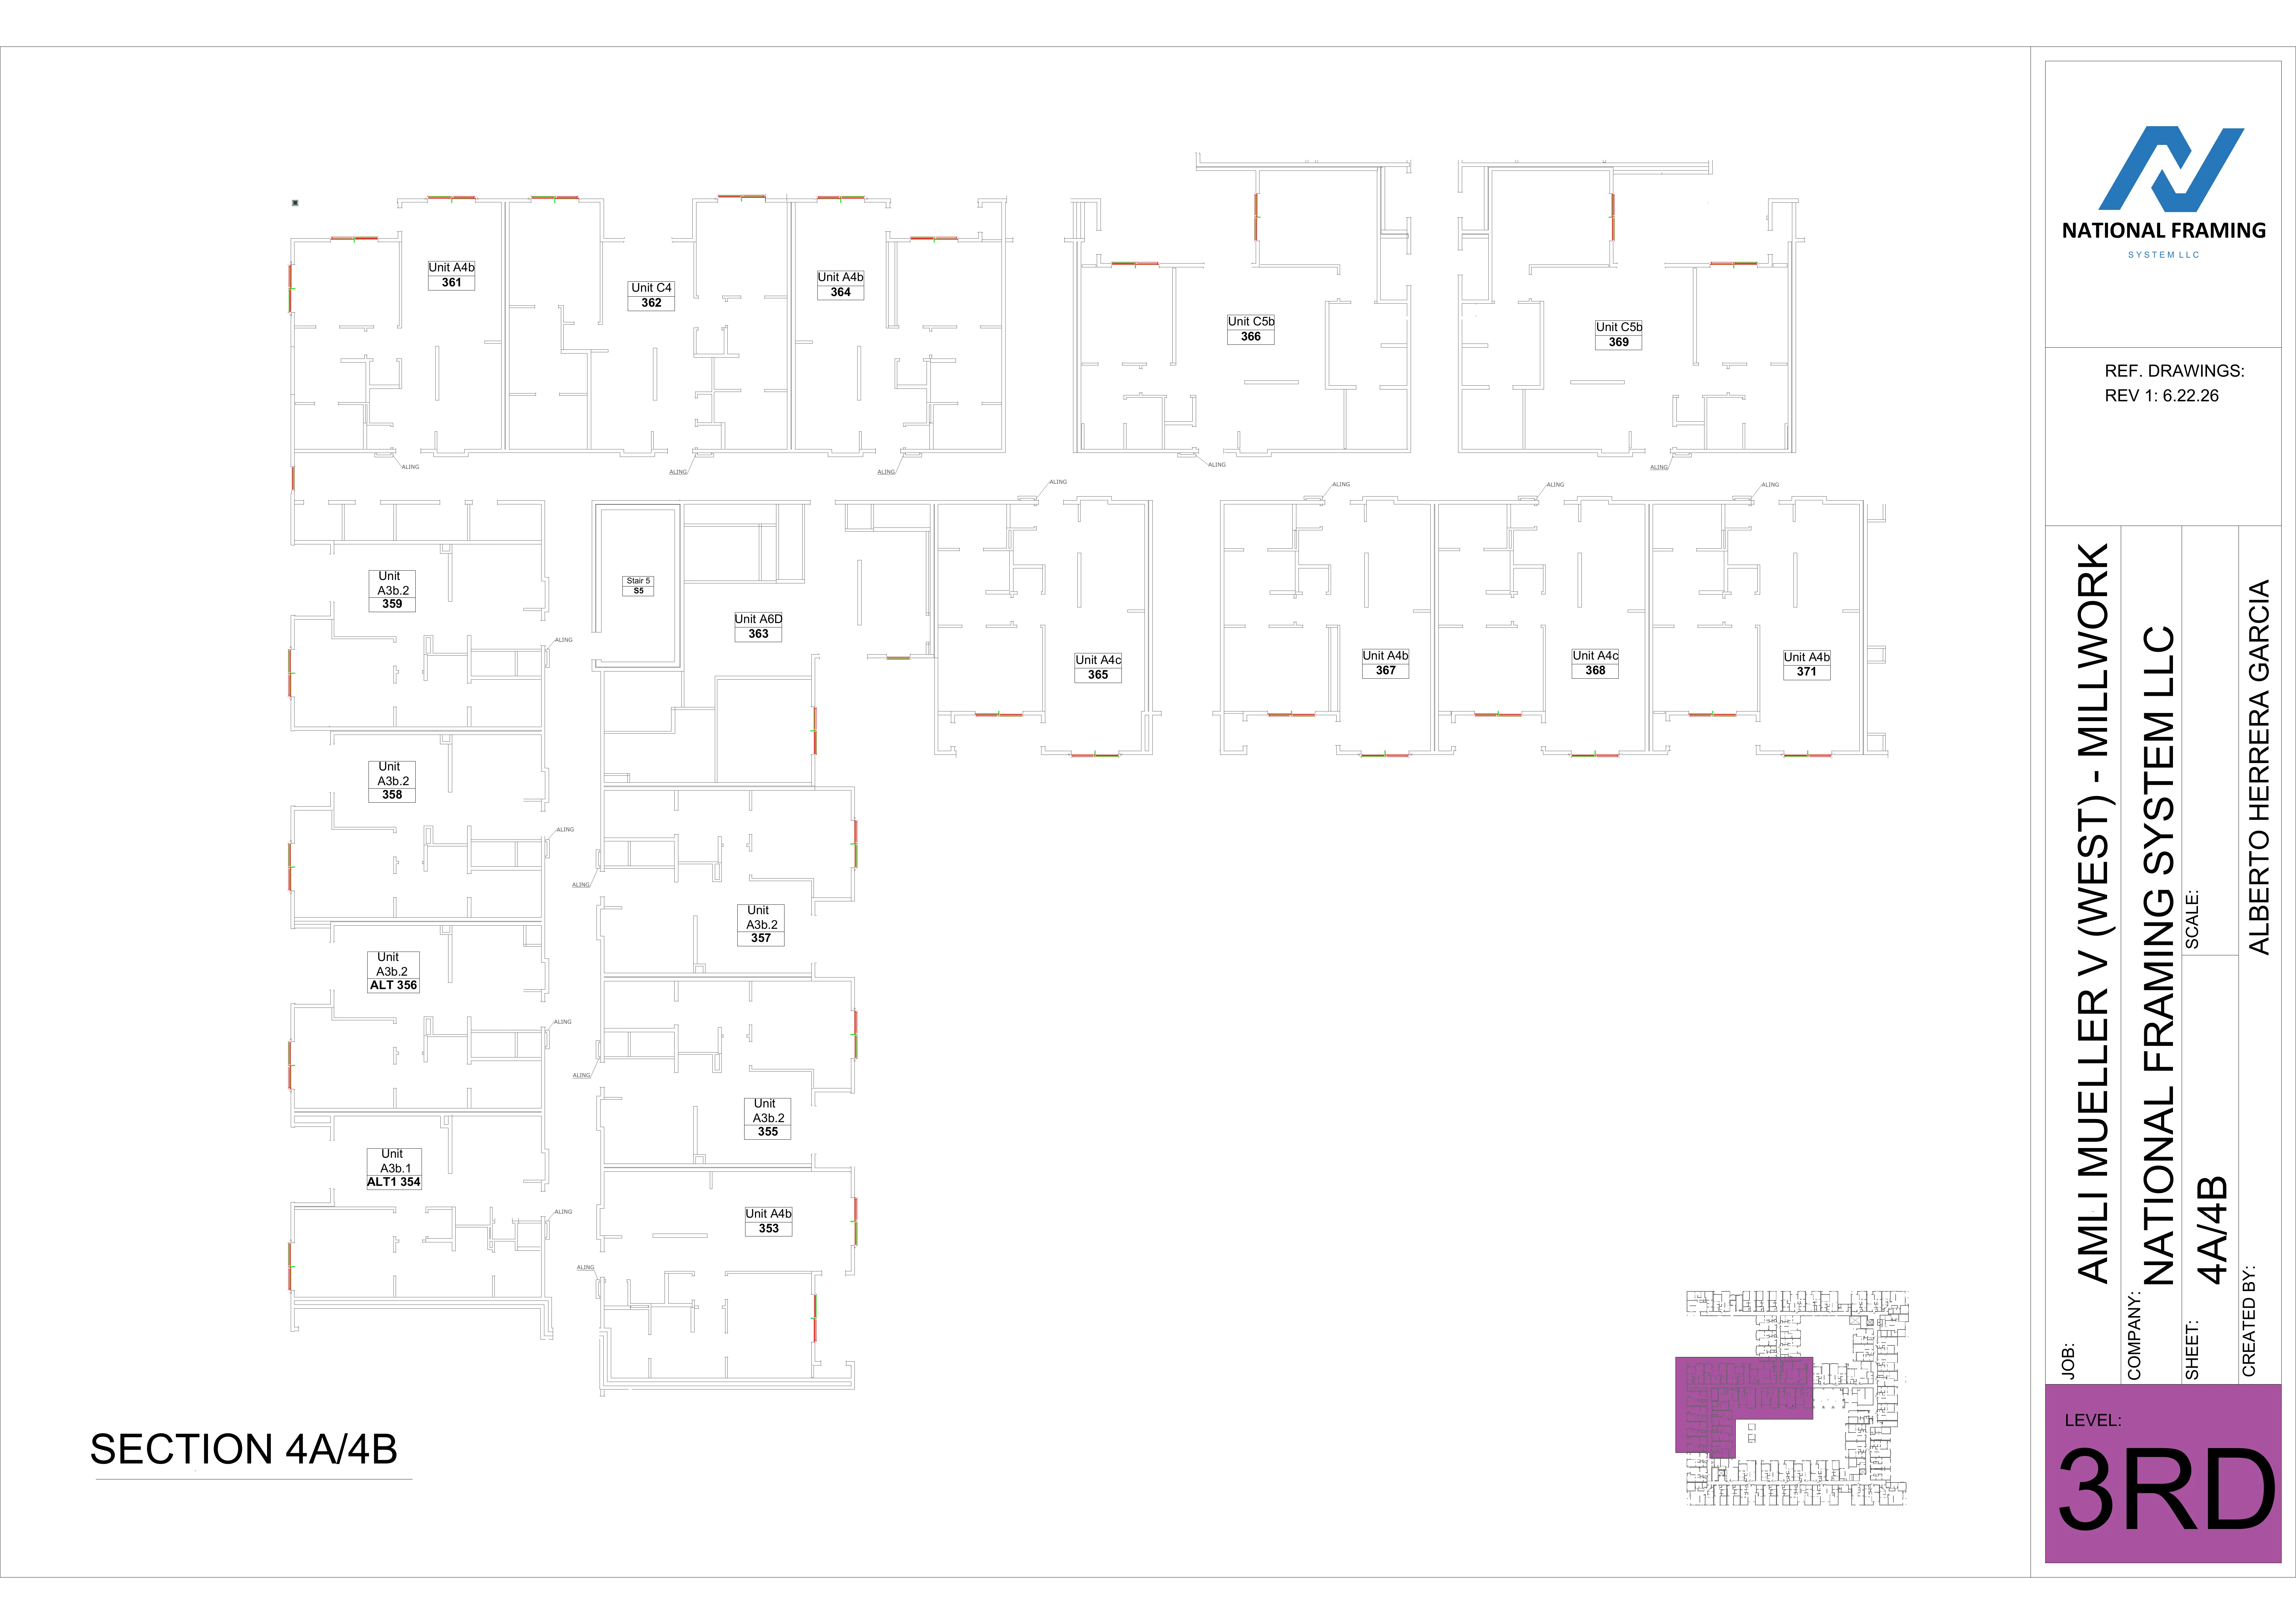 NATIONAL FRAMING
SYSTEM LLC
REF. DRAWINGS:
REV 1: 6.22.26
JOB:
AMLI MUELLER V (WEST) - MILLWORK
COMPANY:
NATIONAL FRAMING SYSTEM LLC
SHEET:
4A/4B
SCALE:
CREATED BY:
ALBERTO HERRERA GARCIA
LEVEL:
3RD
Unit A4b
361
Unit C4
362
Unit A4b
364
Unit C5b
366
Unit C5b
369
ALING
ALING
ALING
ALING
ALING
ALING
ALING
ALING
ALING
Unit
A3b.2
359
Stair 5
S5
Unit A6D
363
Unit A4c
365
Unit A4b
367
Unit A4c
368
Unit A4b
371
ALING
Unit
A3b.2
358
ALING
ALING
Unit
A3b.2
357
Unit
A3b.2
ALT 356
ALING
ALING
Unit
A3b.2
355
Unit
A3b.1
ALT1 354
ALING
Unit A4b
353
ALING
SECTION 4A/4B